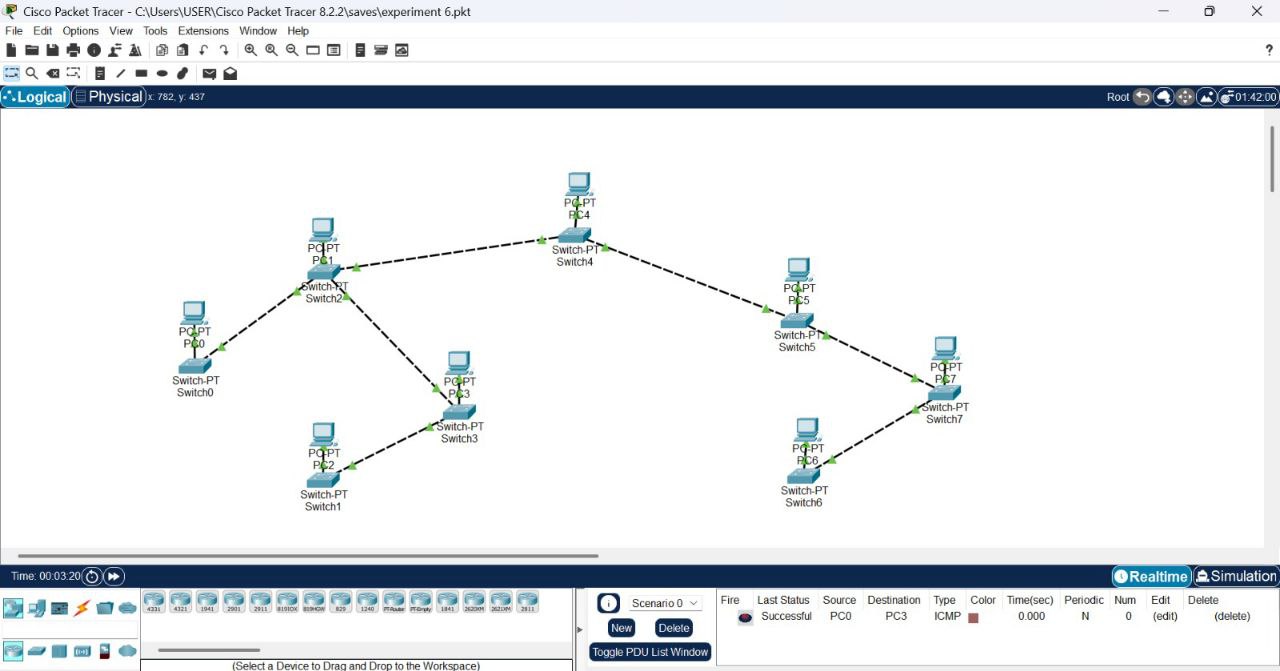 Cisco Packet Tracer - C:\Users\USER\Cisco Packet Tracer 8.2.2\saves\experiment 6.pkt
File Edit Options View Tools Extensions Window Help
?
Logical Physical x: 782, y: 437 Root 01:42:00
PC-PT
PC4
Switch-PT
Switch4
PC-PT
PC1
Switch-PT
Switch2
PC-PT
PC5
Switch-PT
Switch5
PC-PT
PC0
Switch-PT
Switch0
PC-PT
PC7
Switch-PT
Switch7
PC-PT
PC3
Switch-PT
Switch3
PC-PT
PC2
Switch-PT
Switch1
PC-PT
PC6
Switch-PT
Switch6
Time: 00:03:20 Realtime Simulation
4331 4321 1941 2901 2911 819IOX 819HGW 829 1240 PT-Router PT-Empty 1841 2620XM 2621XM 2811
(Select a Device to Drag and Drop to the Workspace)
Scenario 0
New Delete
Toggle PDU List Window
Fire Last Status Source Destination Type Color Time(sec) Periodic Num Edit Delete
Successful PC0 PC3 ICMP 0.000 N 0 (edit) (delete)